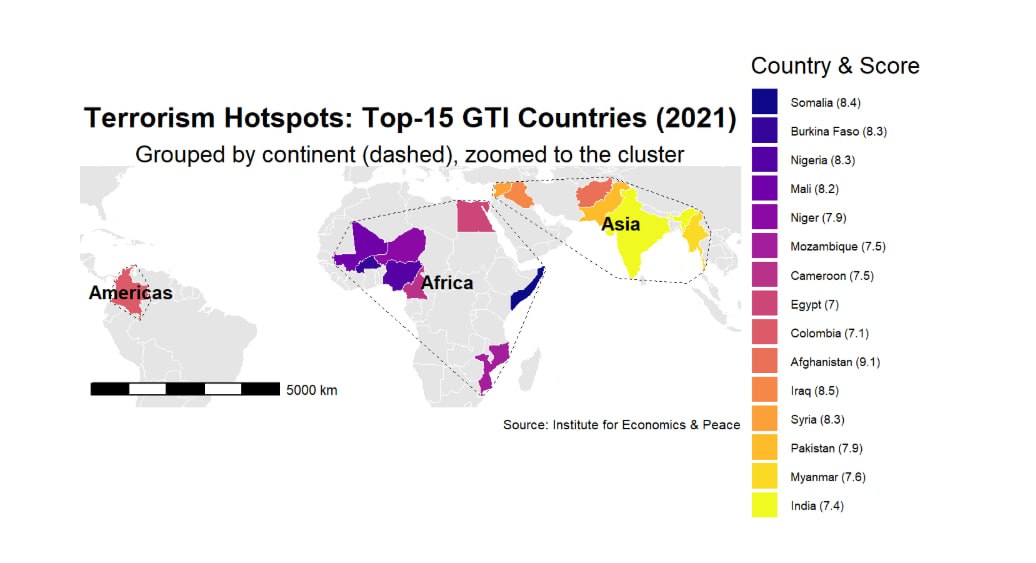 Terrorism Hotspots: Top-15 GTI Countries (2021)
Grouped by continent (dashed), zoomed to the cluster
Americas
Africa
Asia
5000 km
Source: Institute for Economics & Peace
Country & Score
Somalia (8.4)
Burkina Faso (8.3)
Nigeria (8.3)
Mali (8.2)
Niger (7.9)
Mozambique (7.5)
Cameroon (7.5)
Egypt (7)
Colombia (7.1)
Afghanistan (9.1)
Iraq (8.5)
Syria (8.3)
Pakistan (7.9)
Myanmar (7.6)
India (7.4)